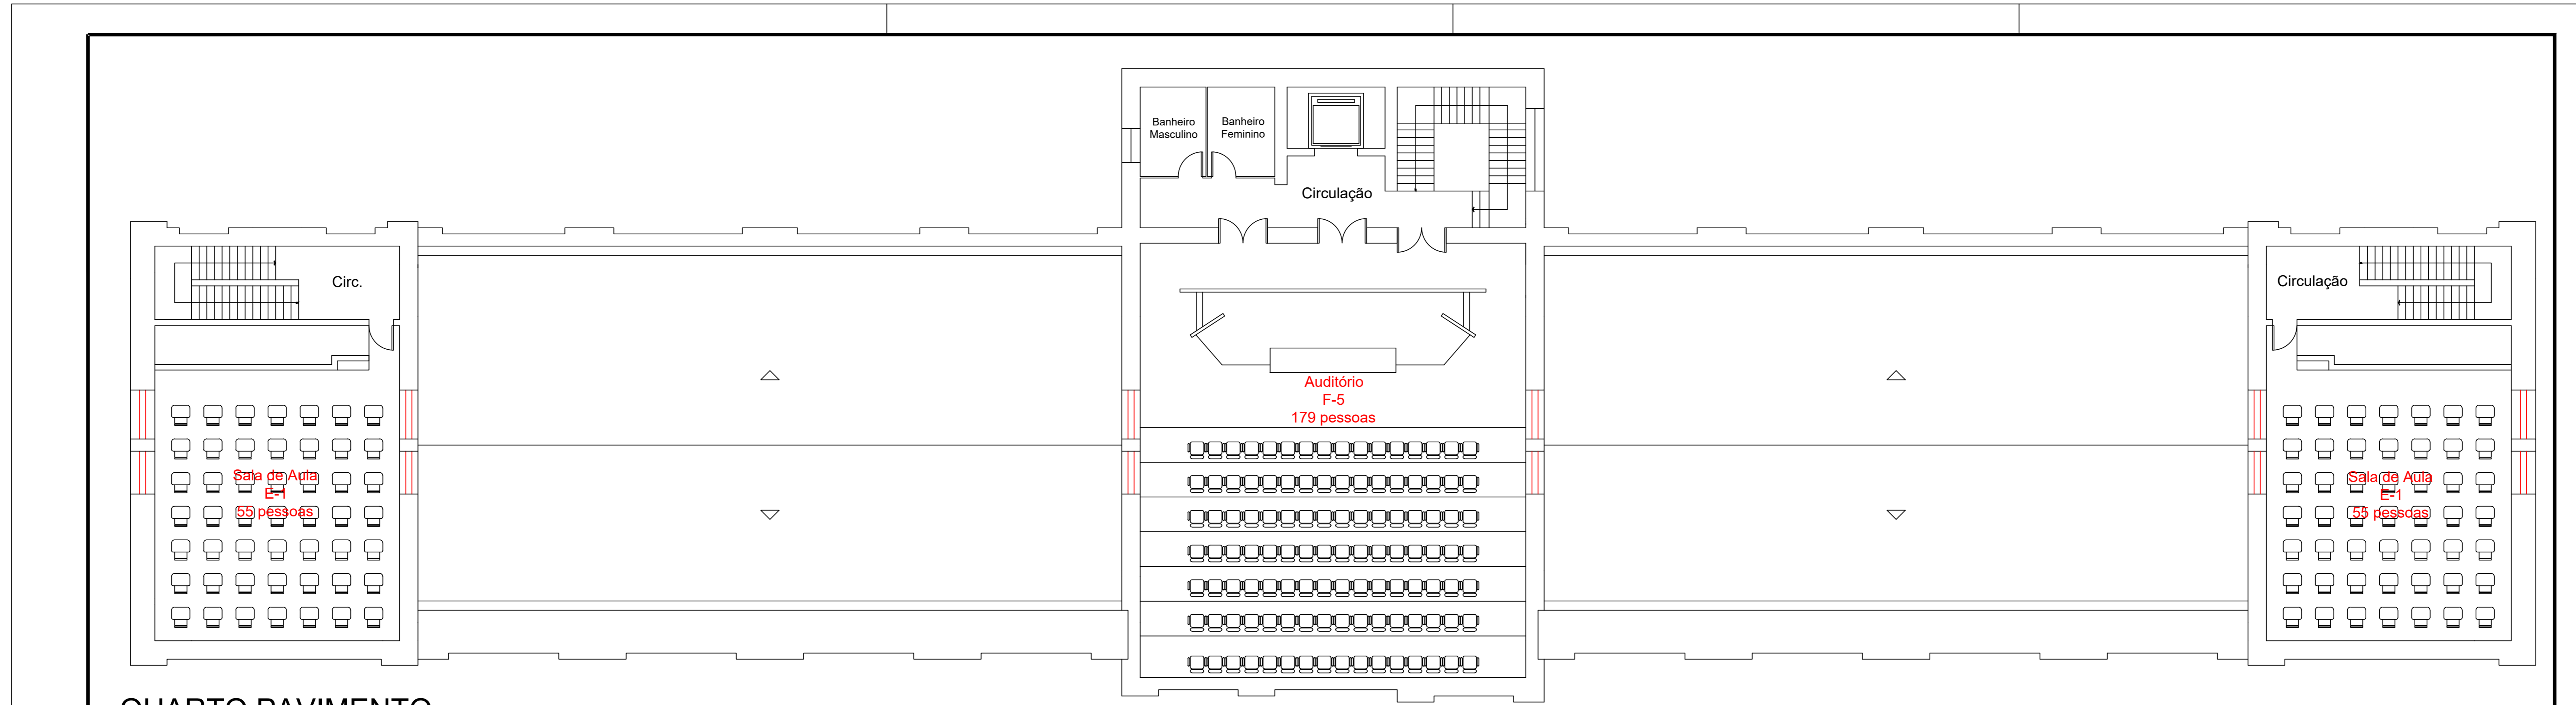 Banheiro
Masculino
Banheiro
Feminino
Circulação
Circ.
Circulação
Auditório
F-5
179 pessoas
Sala de Aula
E-1
55 pessoas
Sala de Aula
E-1
55 pessoas
QUARTO PAVIMENTO